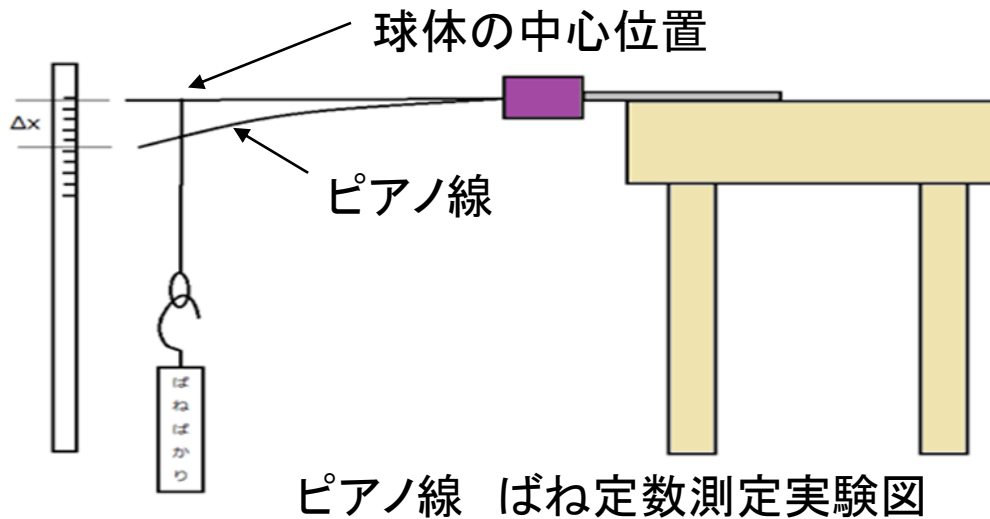 球体の中心位置
Δx
ピアノ線
ばねばかり
ピアノ線　ばね定数測定実験図